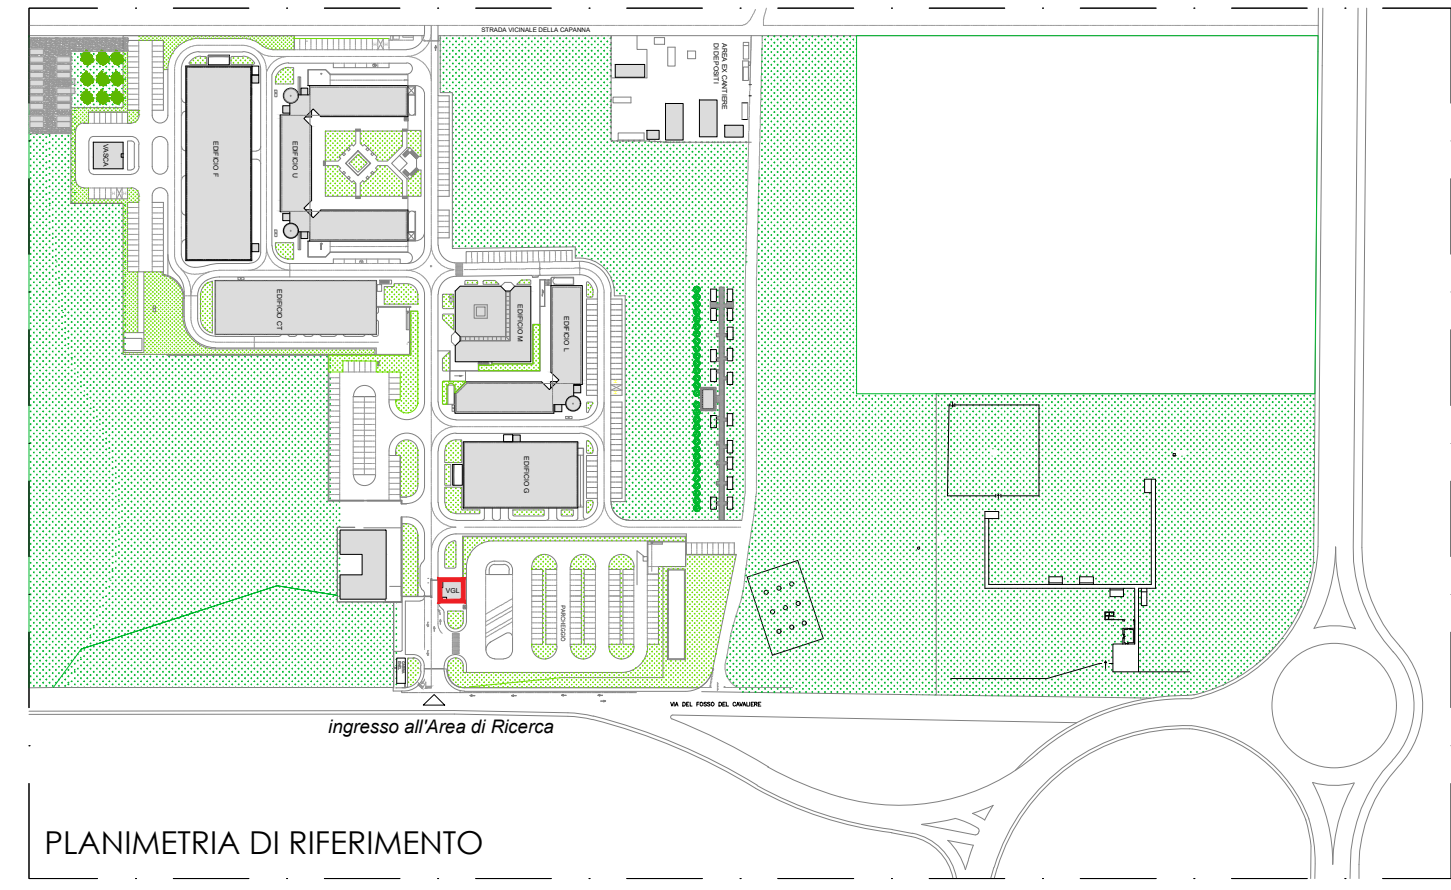 STRADA VICINALE DELLA CAPANNA
AREA EX CANTIERE
DI DEPOSITI
VASCA
EDIFICIO F
EDIFICIO U
EDIFICIO CT
EDIFICIO M
EDIFICIO L
EDIFICIO G
VGL
PARCHEGGIO
VIA DEL FOSSO DEL CAVALIERE
ingresso all'Area di Ricerca
PLANIMETRIA DI RIFERIMENTO